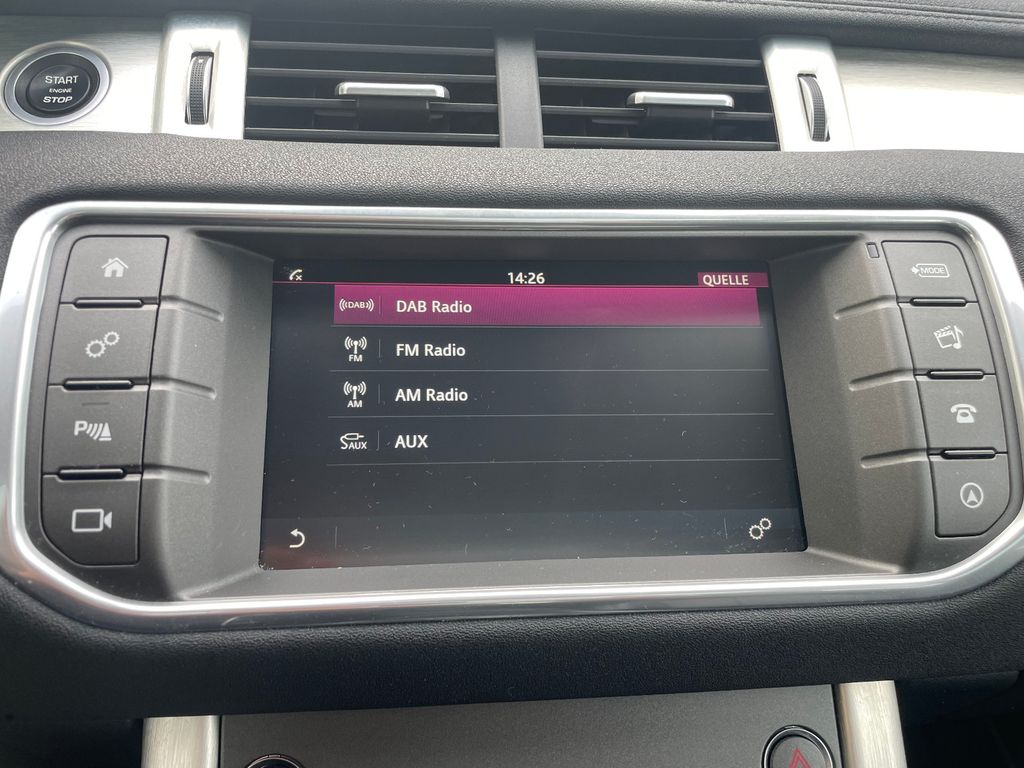 START
ENGINE
STOP
14:26
QUELLE
((DAB)) DAB Radio
FM FM Radio
AM AM Radio
AUX AUX
MODE
P